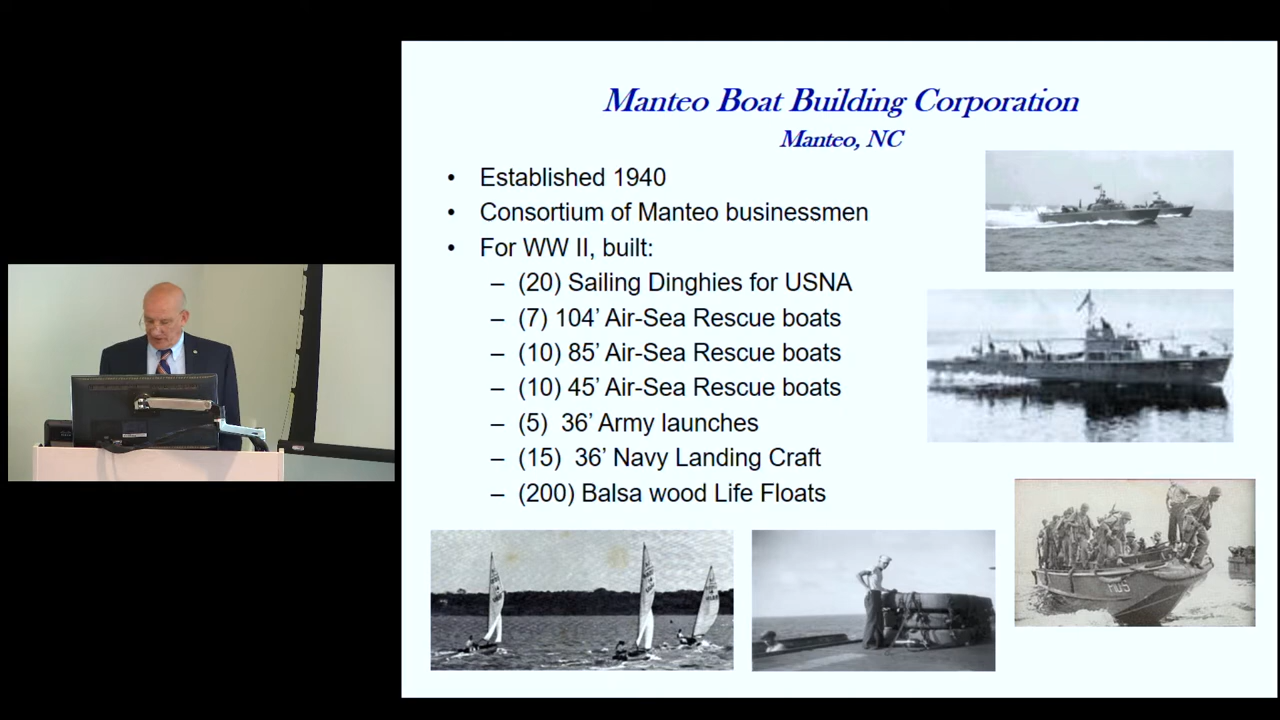 Manteo Boat Building Corporation
Manteo, NC
• Established 1940
• Consortium of Manteo businessmen
• For WW II, built:
– (20) Sailing Dinghies for USNA
– (7) 104’ Air-Sea Rescue boats
– (10) 85’ Air-Sea Rescue boats
– (10) 45’ Air-Sea Rescue boats
– (5) 36’ Army launches
– (15) 36’ Navy Landing Craft
– (200) Balsa wood Life Floats